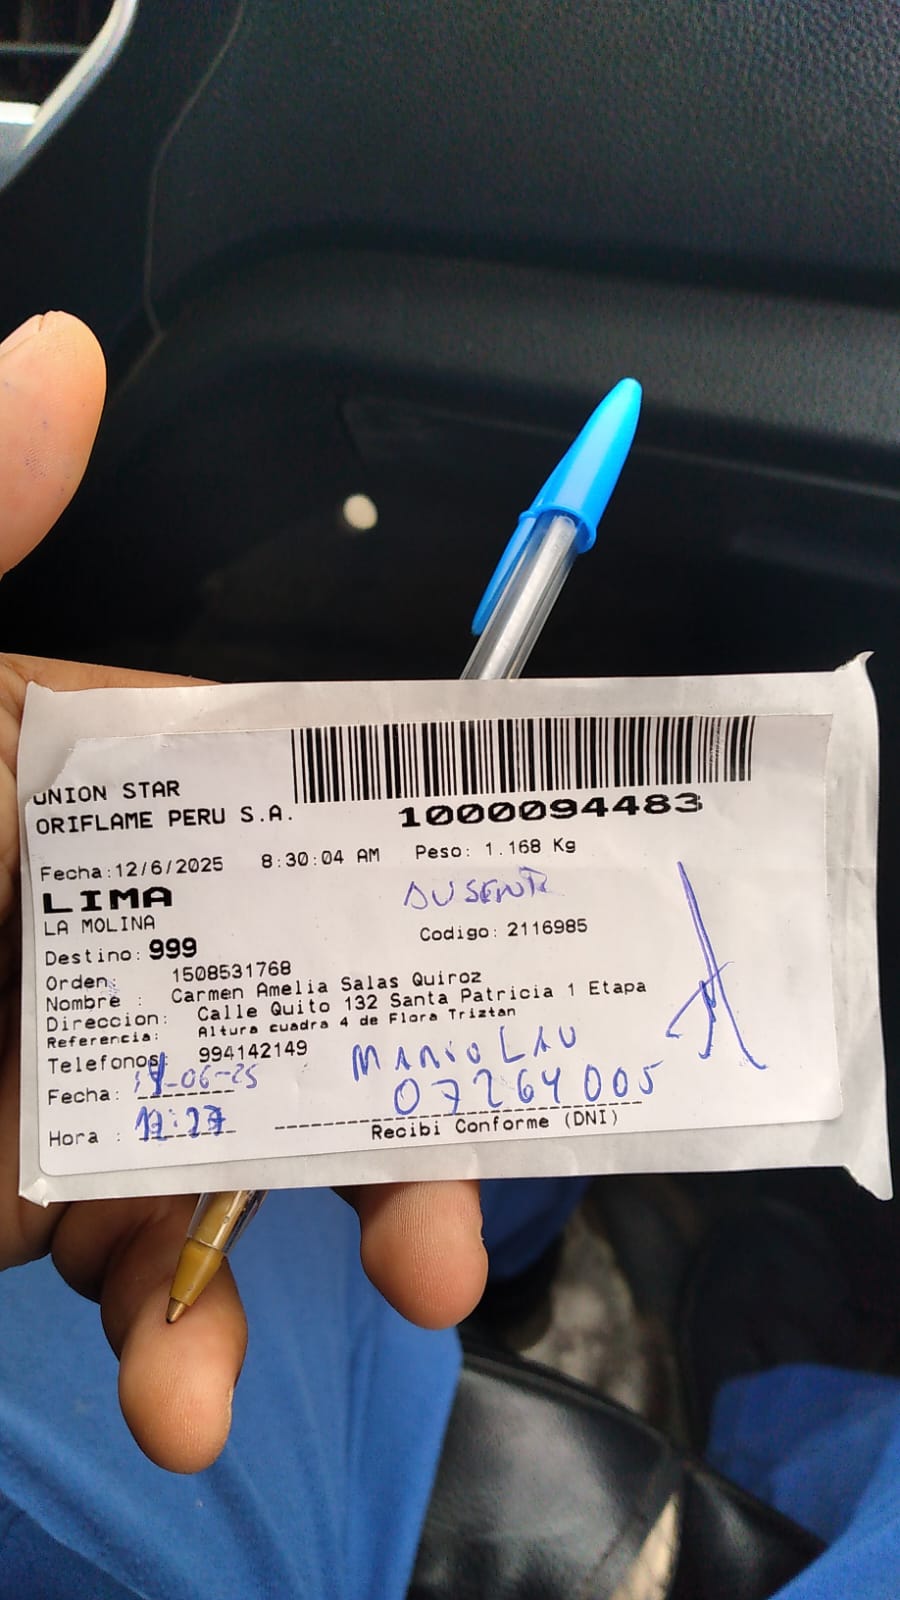 UNION STAR
ORIFLAME PERU S.A.
1000094483
Fecha:12/6/2025 8:30:04 AM Peso: 1.168 Kg
LIMA
AUSENTE
LA MOLINA
Codigo: 2116985
Destino: 999
Orden: 1508531768
Nombre : Carmen Amelia Salas Quiroz
Direccion: Calle Quito 132 Santa Patricia 1 Etapa
Referencia: Altura cuadra 4 de Flora Triztan
Telefonos: 994142149
MARIO LAU
Fecha: -06-25
07264005
Hora :
Recibi Conforme (DNI)